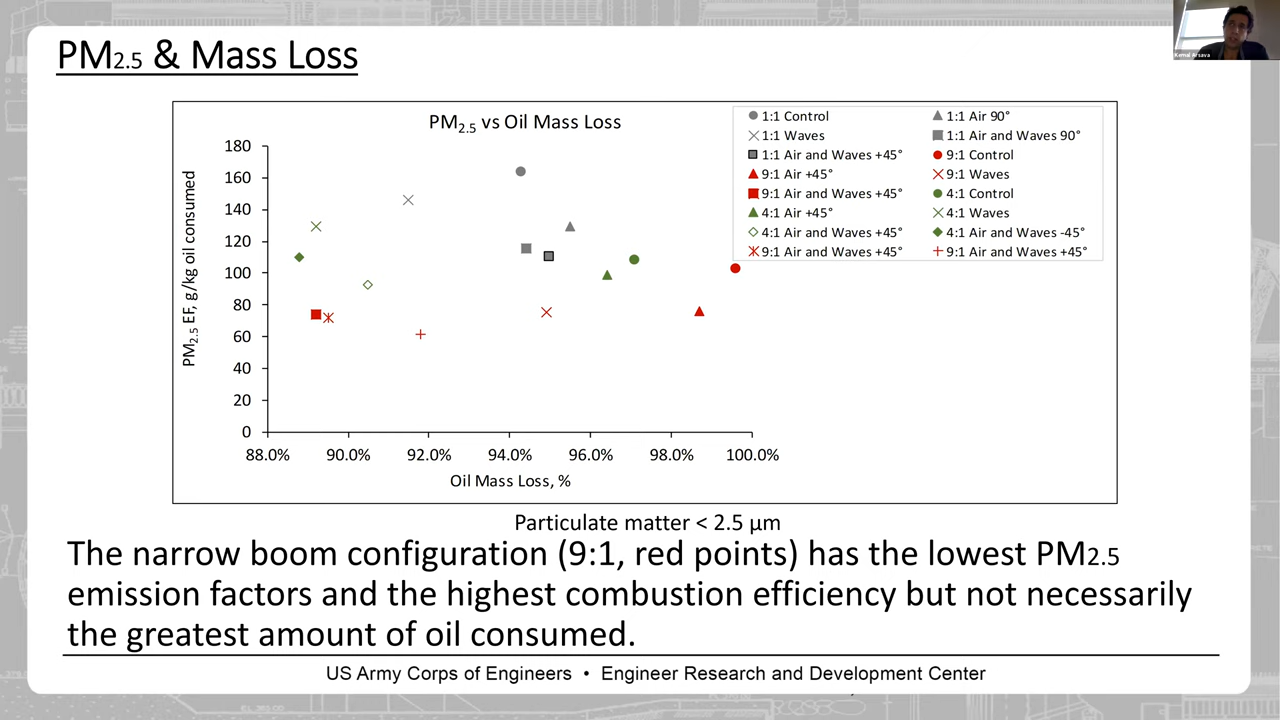 PM2.5 & Mass Loss
Kemal Arsava
PM2.5 vs Oil Mass Loss
1:1 Control
1:1 Air 90°
1:1 Waves
1:1 Air and Waves 90°
1:1 Air and Waves +45°
9:1 Control
9:1 Air +45°
9:1 Waves
9:1 Air and Waves +45°
4:1 Control
4:1 Air +45°
4:1 Waves
4:1 Air and Waves +45°
4:1 Air and Waves -45°
9:1 Air and Waves +45°
9:1 Air and Waves +45°
PM2.5 EF, g/kg oil consumed
180
160
140
120
100
80
60
40
20
0
88.0% 90.0% 92.0% 94.0% 96.0% 98.0% 100.0%
Oil Mass Loss, %
Particulate matter < 2.5 µm
The narrow boom configuration (9:1, red points) has the lowest PM2.5
emission factors and the highest combustion efficiency but not necessarily
the greatest amount of oil consumed.
US Army Corps of Engineers • Engineer Research and Development Center